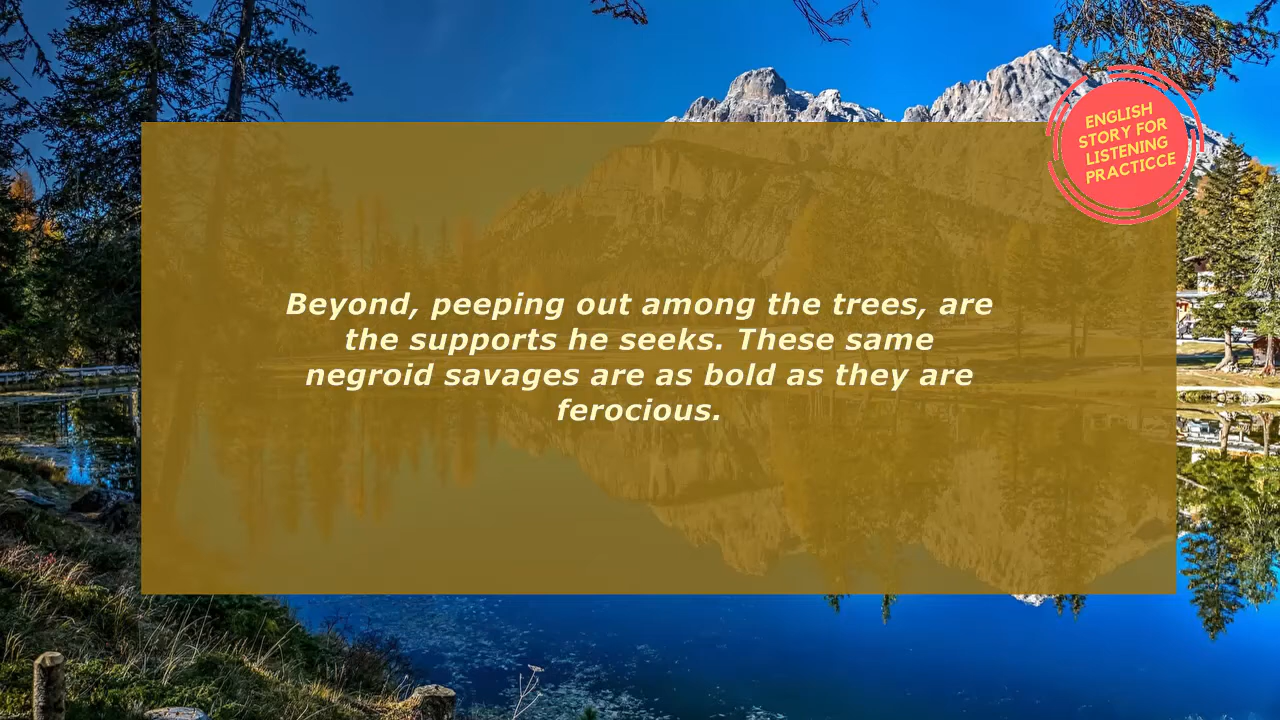 ENGLISH
STORY FOR
LISTENING
PRACTICCE
Beyond, peeping out among the trees, are
the supports he seeks. These same
negroid savages are as bold as they are
ferocious.